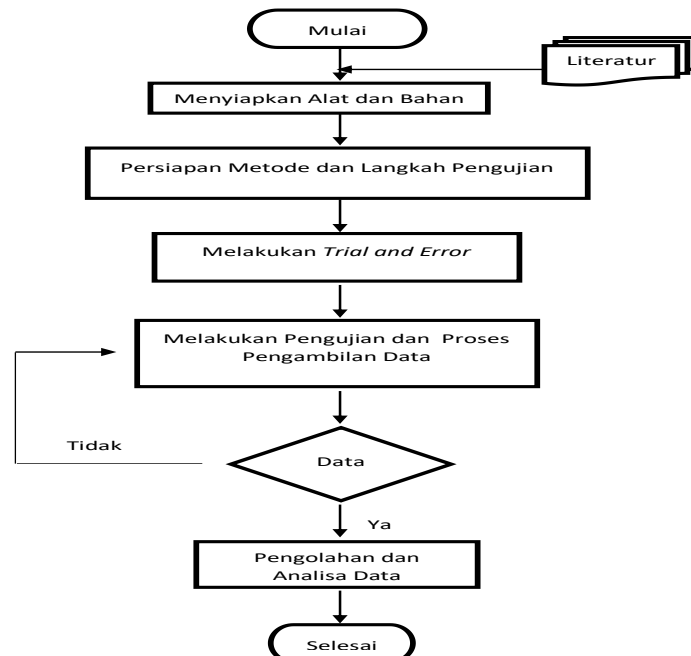 Mulai
Literatur
Menyiapkan Alat dan Bahan
Persiapan Metode dan Langkah Pengujian
Melakukan Trial and Error
Melakukan Pengujian dan Proses
Pengambilan Data
Tidak
Data
Ya
Pengolahan dan
Analisa Data
Selesai